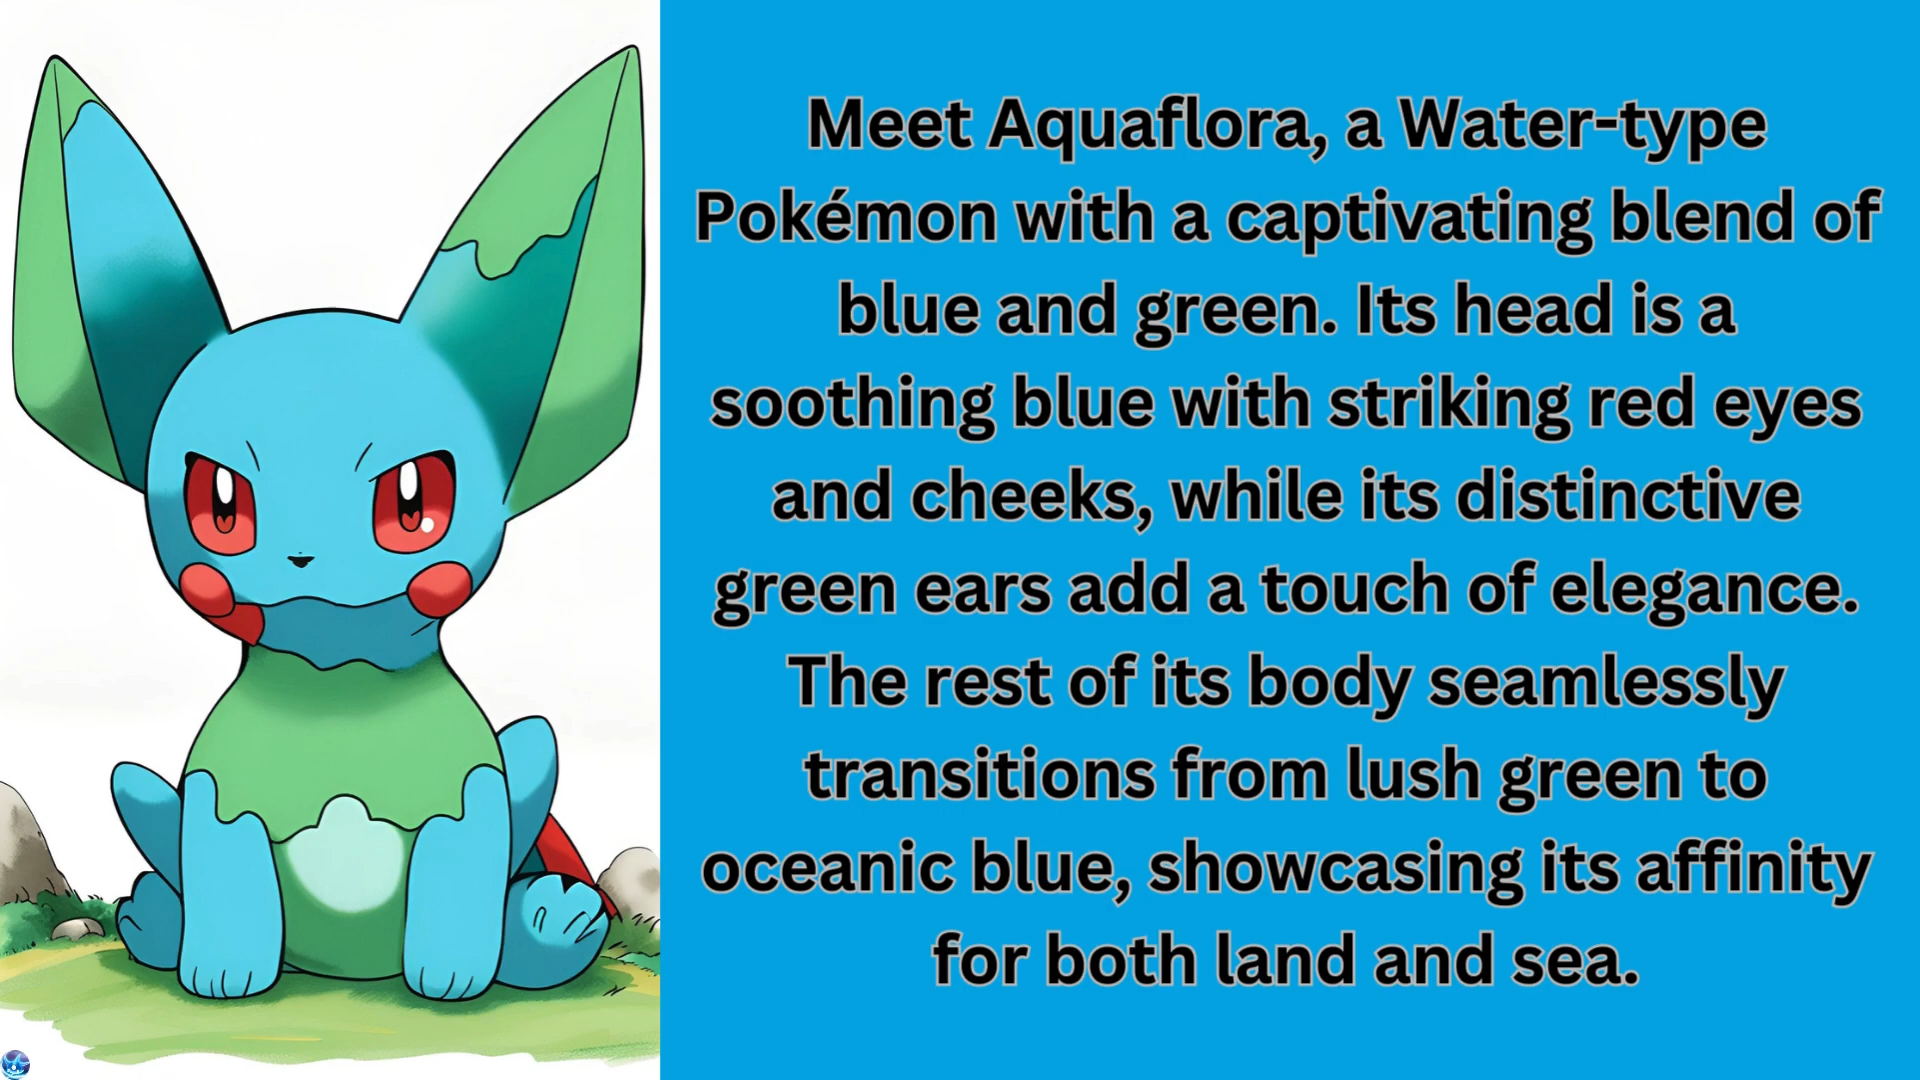 Meet Aquaflora, a Water-type
Pokémon with a captivating blend of
blue and green. Its head is a
soothing blue with striking red eyes
and cheeks, while its distinctive
green ears add a touch of elegance.
The rest of its body seamlessly
transitions from lush green to
oceanic blue, showcasing its affinity
for both land and sea.